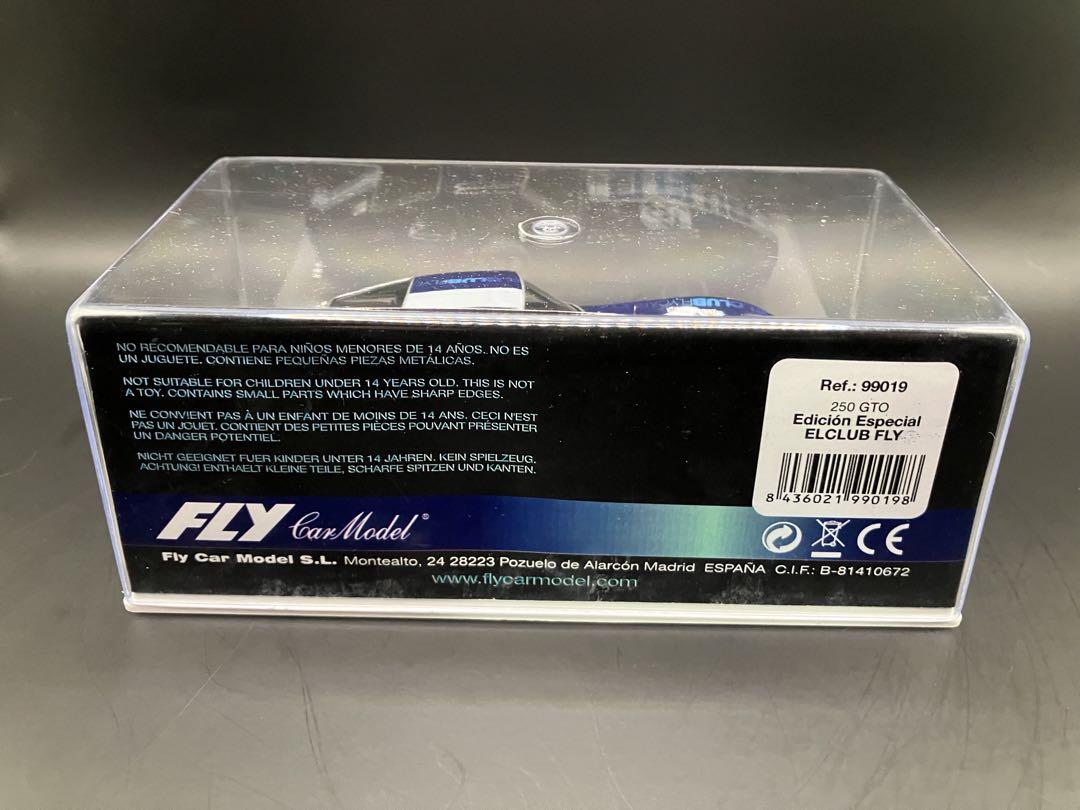 CLUBFLY
CLUBFLY
NO RECOMENDABLE PARA NIÑOS MENORES DE 14 AÑOS. NO ES
UN JUGUETE. CONTIENE PEQUEÑAS PIEZAS METÁLICAS.
NOT SUITABLE FOR CHILDREN UNDER 14 YEARS OLD. THIS IS NOT
A TOY. CONTAINS SMALL PARTS WHICH HAVE SHARP EDGES.
NE CONVIENT PAS À UN ENFANT DE MOINS DE 14 ANS. CECI N'EST
PAS UN JOUET. CONTIENT DES PETITES PIÈCES POUVANT PRÉSENTER
UN DANGER POTENTIEL.
NICHT GEEIGNET FUER KINDER UNTER 14 JAHREN. KEIN SPIELZEUG.
ACHTUNG! ENTHAELT KLEINE TEILE, SCHARFE SPITZEN UND KANTEN.
Ref.: 99019
250 GTO
Edición Especial
ELCLUB FLY
8 436021 990198
FLY Car Model ®
CE
Fly Car Model S.L. Montealto, 24 28223 Pozuelo de Alarcón Madrid ESPAÑA C.I.F.: B-81410672
www.flycarmodel.com